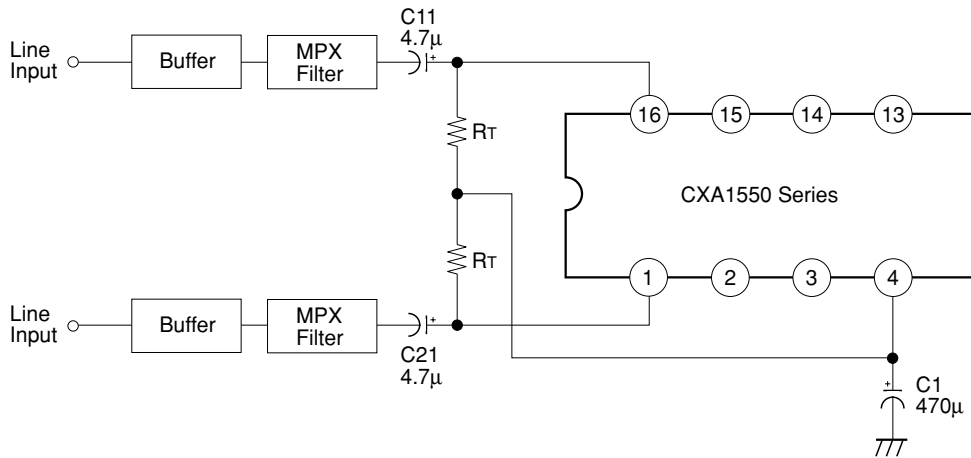 C11
4.7µ
Line
Input
Buffer
MPX
Filter
+
RT
16
15
14
13
CXA1550 Series
RT
1
2
3
4
Line
Input
Buffer
MPX
Filter
+
C21
4.7µ
+
C1
470µ